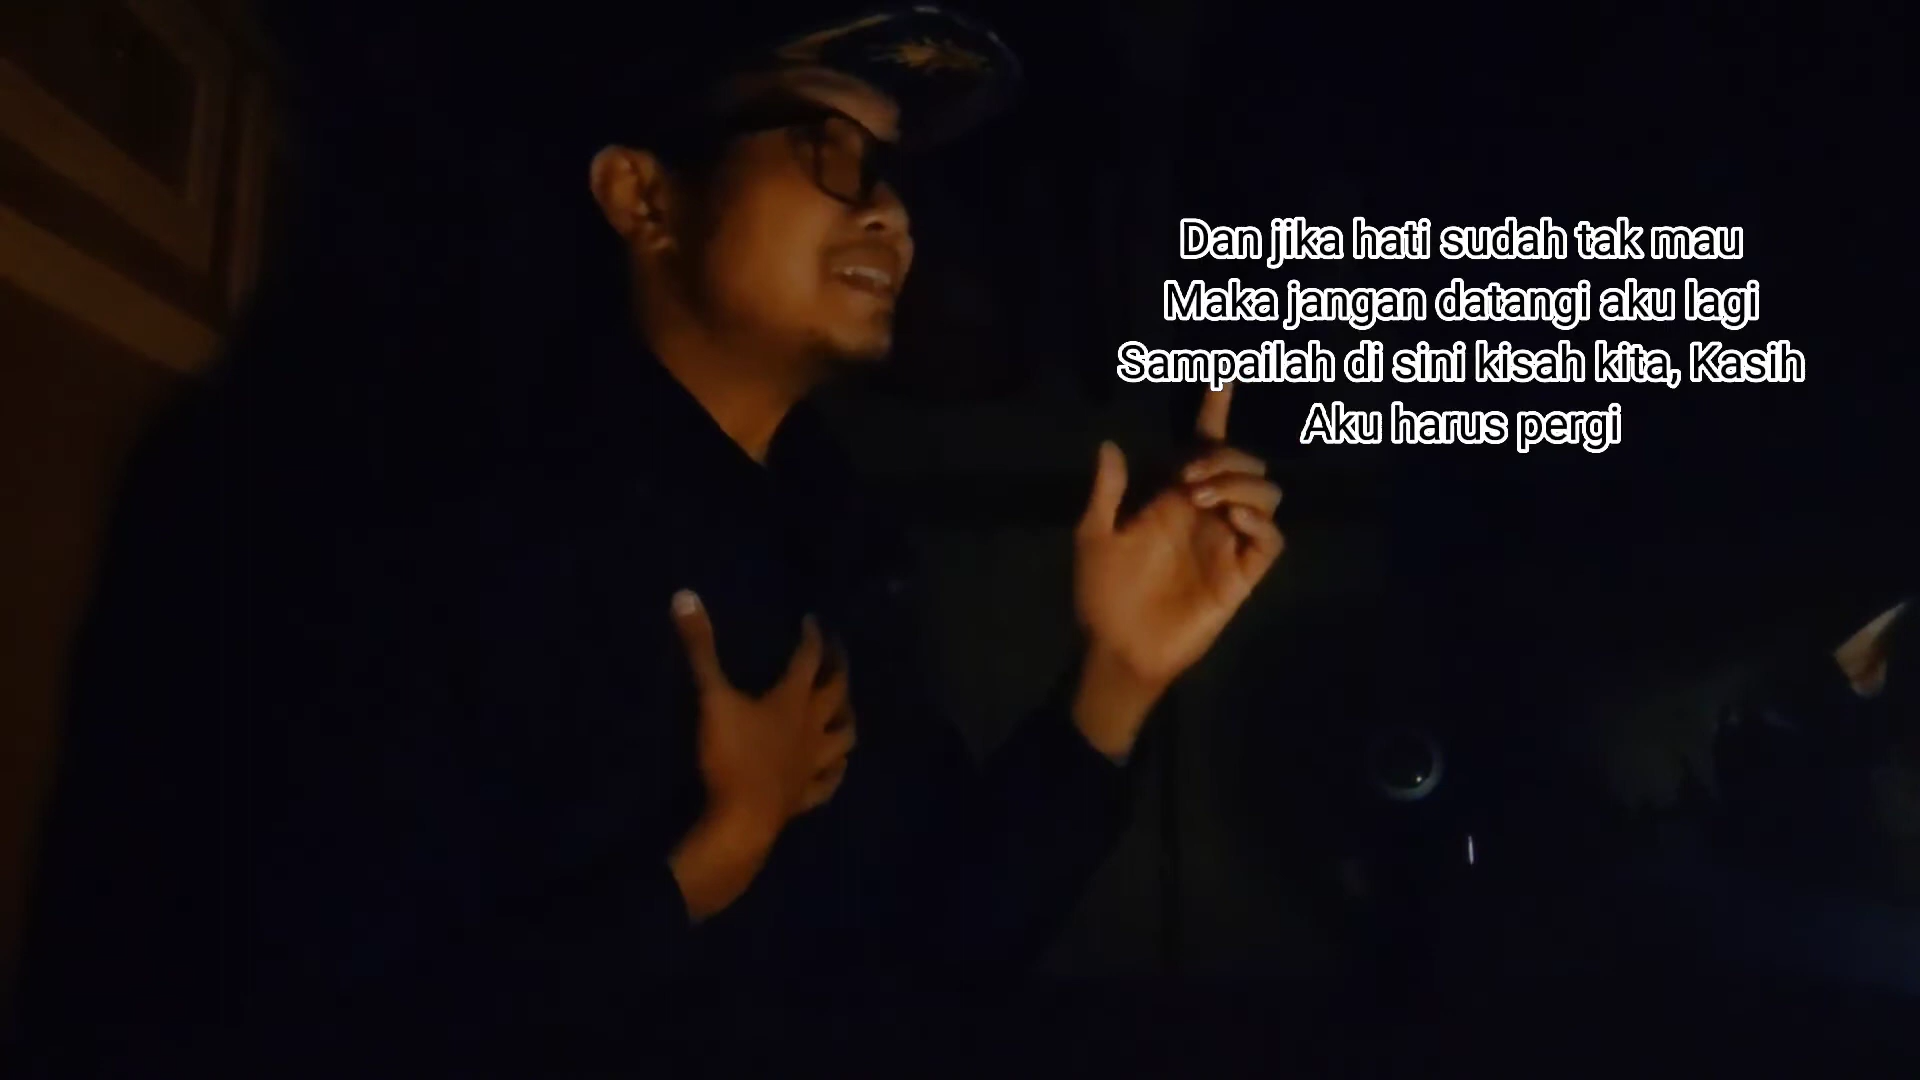 Dan jika hati sudah tak mau
Maka jangan datangi aku lagi
Sampailah di sini kisah kita, Kasih
Aku harus pergi